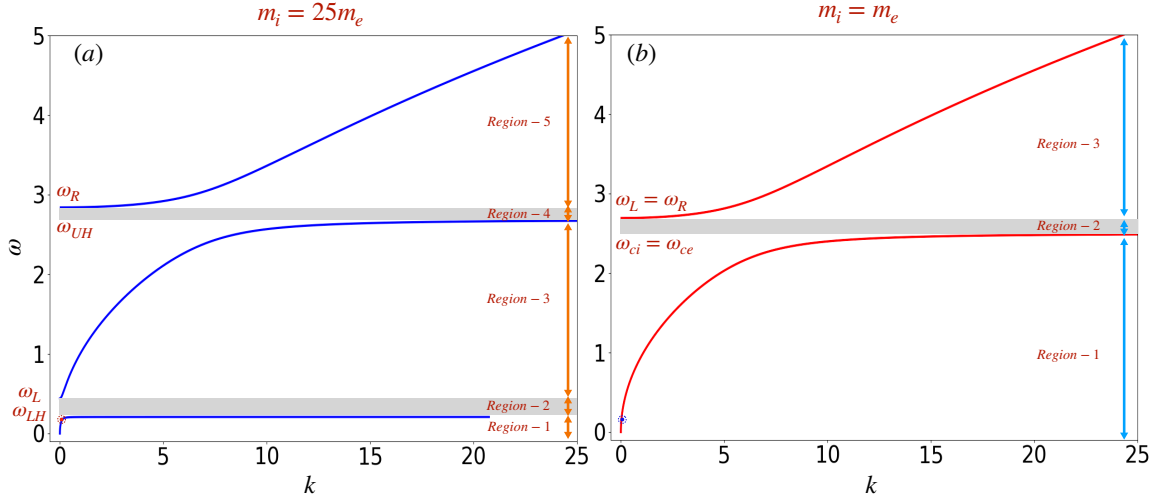 m_i = 25m_e
(a)
ω
5
4
3
2
1
0
ω_R
ω_UH
ω_L
ω_LH
Region − 5
Region − 4
Region − 3
Region − 2
Region − 1
0 5 10 15 20 25
k
m_i = m_e
(b)
5
4
3
2
1
0
ω_L = ω_R
ω_ci = ω_ce
Region − 3
Region − 2
Region − 1
0 5 10 15 20 25
k